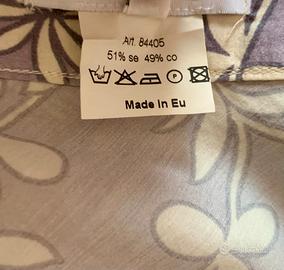 Art. 84405
51% se 49% co
Made in Eu